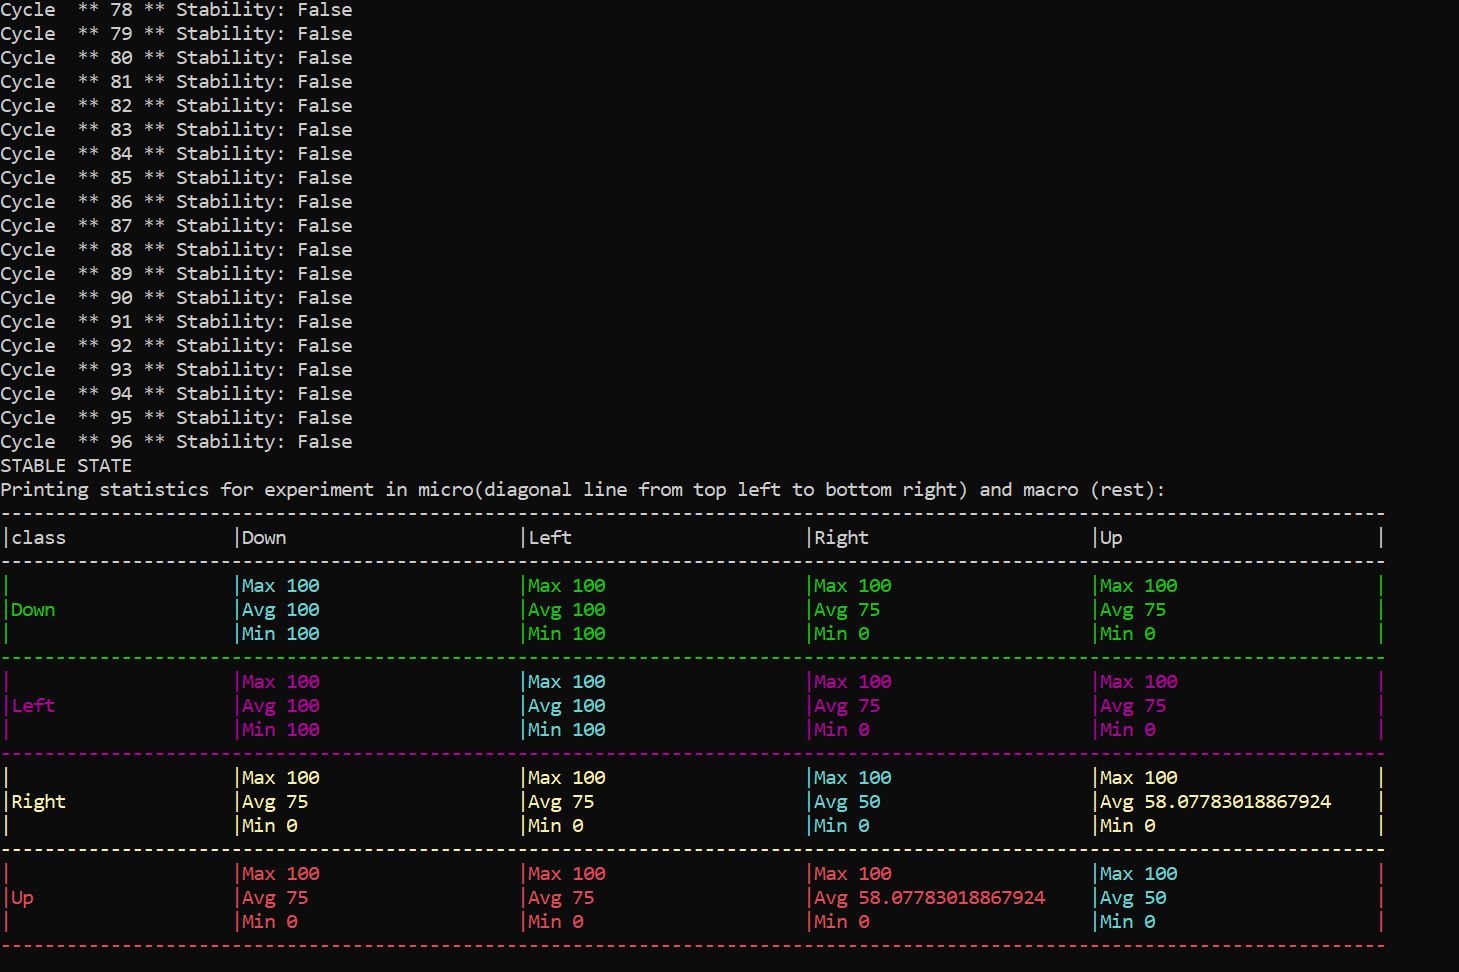 Cycle  ** 78 ** Stability: False
Cycle  ** 79 ** Stability: False
Cycle  ** 80 ** Stability: False
Cycle  ** 81 ** Stability: False
Cycle  ** 82 ** Stability: False
Cycle  ** 83 ** Stability: False
Cycle  ** 84 ** Stability: False
Cycle  ** 85 ** Stability: False
Cycle  ** 86 ** Stability: False
Cycle  ** 87 ** Stability: False
Cycle  ** 88 ** Stability: False
Cycle  ** 89 ** Stability: False
Cycle  ** 90 ** Stability: False
Cycle  ** 91 ** Stability: False
Cycle  ** 92 ** Stability: False
Cycle  ** 93 ** Stability: False
Cycle  ** 94 ** Stability: False
Cycle  ** 95 ** Stability: False
Cycle  ** 96 ** Stability: False
STABLE STATE
Printing statistics for experiment in micro(diagonal line from top left to bottom right) and macro (rest):
|class |Down |Left |Right |Up |
| |Max 100 |Max 100 |Max 100 |Max 100 |
|Down |Avg 100 |Avg 100 |Avg 75 |Avg 75 |
| |Min 100 |Min 100 |Min 0 |Min 0 |
| |Max 100 |Max 100 |Max 100 |Max 100 |
|Left |Avg 100 |Avg 100 |Avg 75 |Avg 75 |
| |Min 100 |Min 100 |Min 0 |Min 0 |
| |Max 100 |Max 100 |Max 100 |Max 100 |
|Right |Avg 75 |Avg 75 |Avg 50 |Avg 58.07783018867924 |
| |Min 0 |Min 0 |Min 0 |Min 0 |
| |Max 100 |Max 100 |Max 100 |Max 100 |
|Up |Avg 75 |Avg 75 |Avg 58.07783018867924 |Avg 50 |
| |Min 0 |Min 0 |Min 0 |Min 0 |